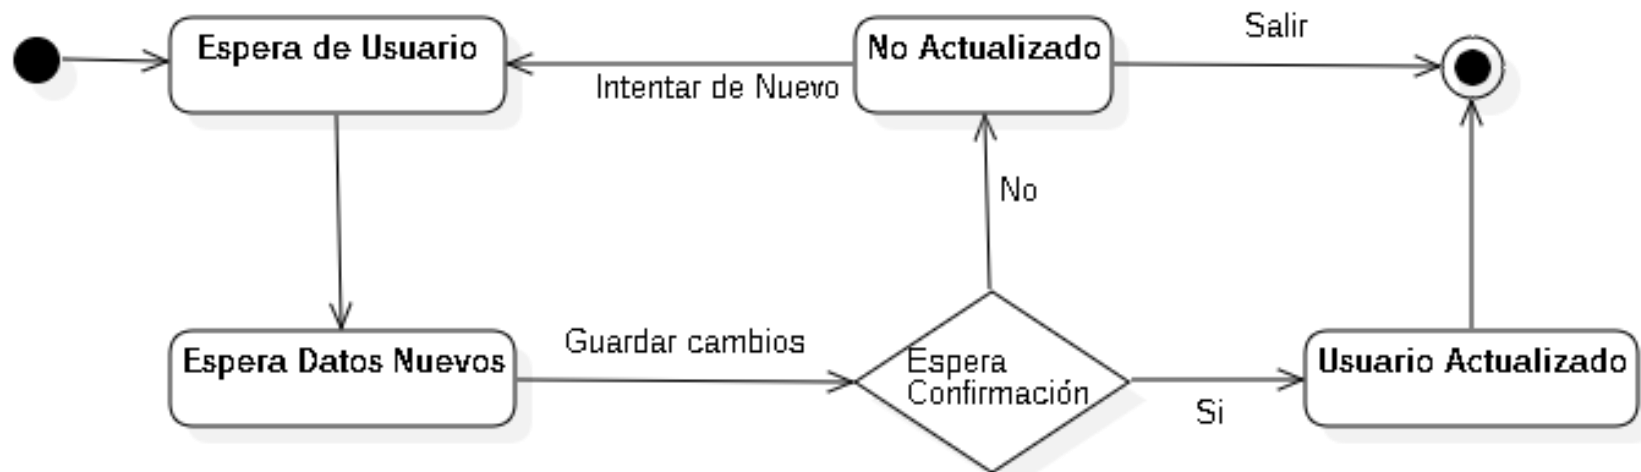 Espera de Usuario
No Actualizado
Salir
Intentar de Nuevo
No
Guardar cambios
Espera Datos Nuevos
Espera
Confirmación
Si
Usuario Actualizado